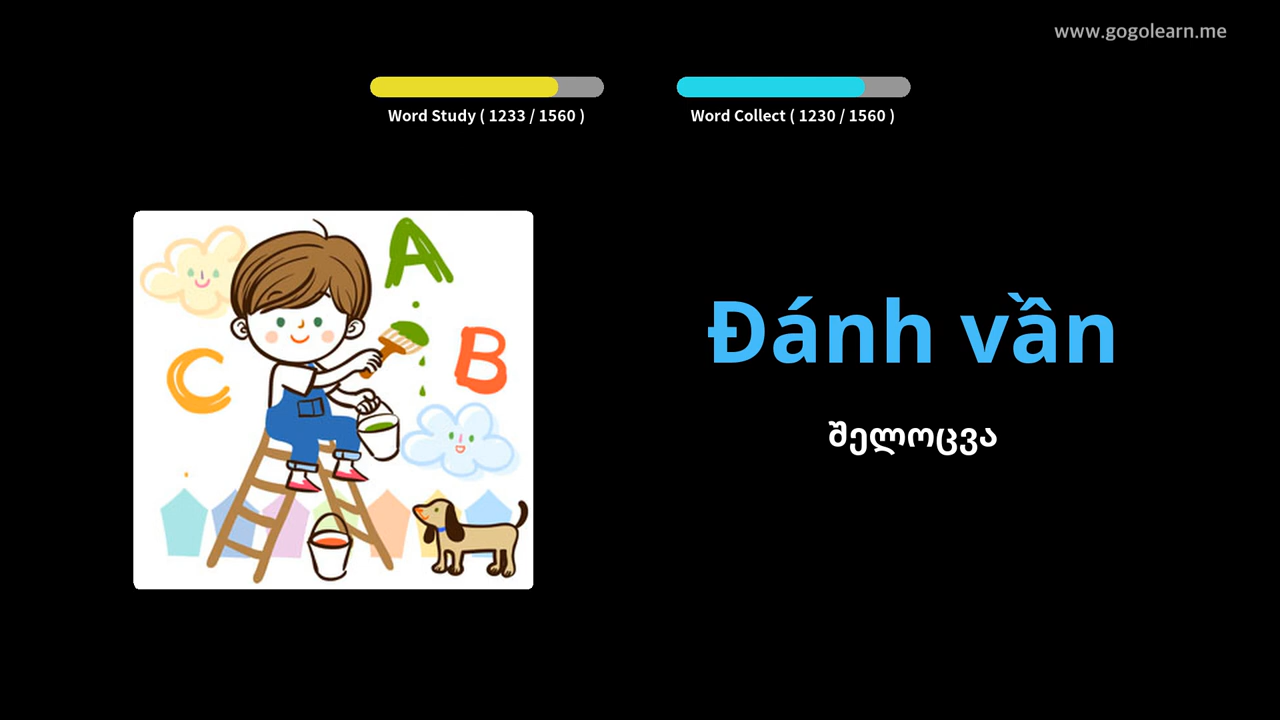 www.gogolearn.me
Word Study ( 1233 / 1560 )
Word Collect ( 1230 / 1560 )
A
B
C
Đánh vần
შელოცვა